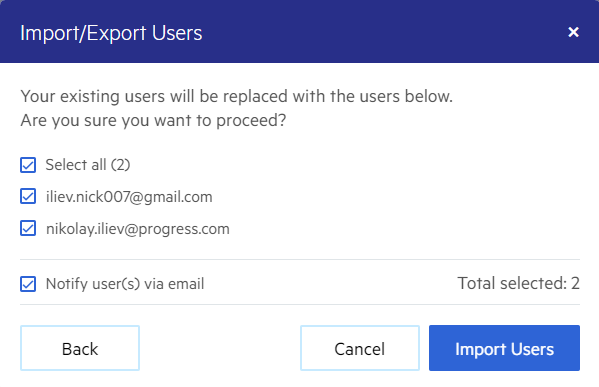 Import/Export Users
×
Your existing users will be replaced with the users below.
Are you sure you want to proceed?
Select all (2)
iliev.nick007@gmail.com
nikolay.iliev@progress.com
Notify user(s) via email
Total selected: 2
Back
Cancel
Import Users